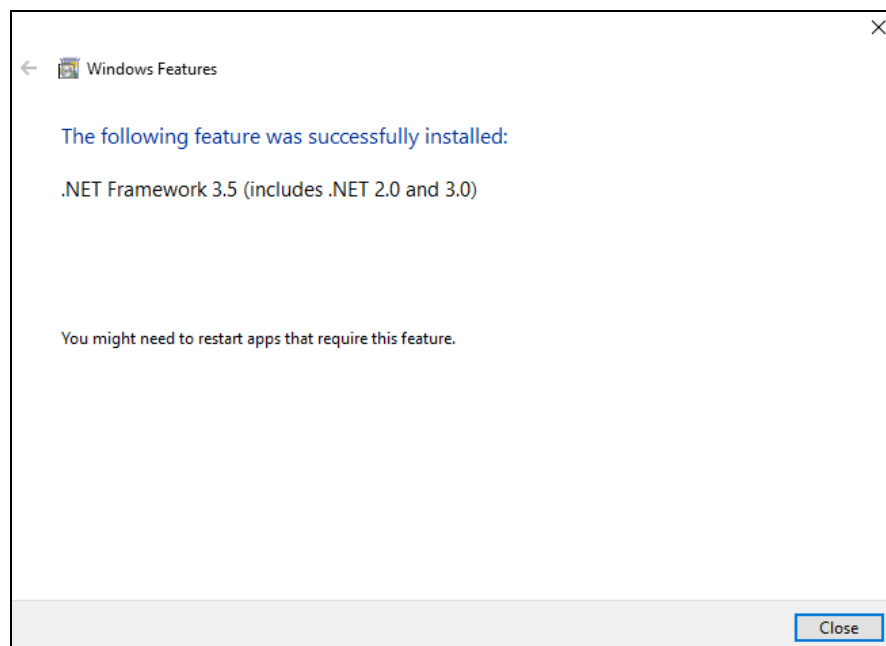 Windows Features
The following feature was successfully installed:
.NET Framework 3.5 (includes .NET 2.0 and 3.0)
You might need to restart apps that require this feature.
Close